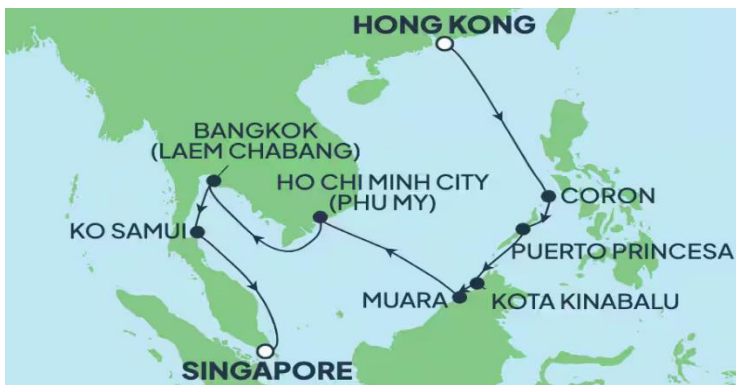 HONG KONG
BANGKOK
(LAEM CHABANG)
HO CHI MINH CITY
(PHU MY)
CORON
KO SAMUI
PUERTO PRINCESA
MUARA
KOTA KINABALU
SINGAPORE